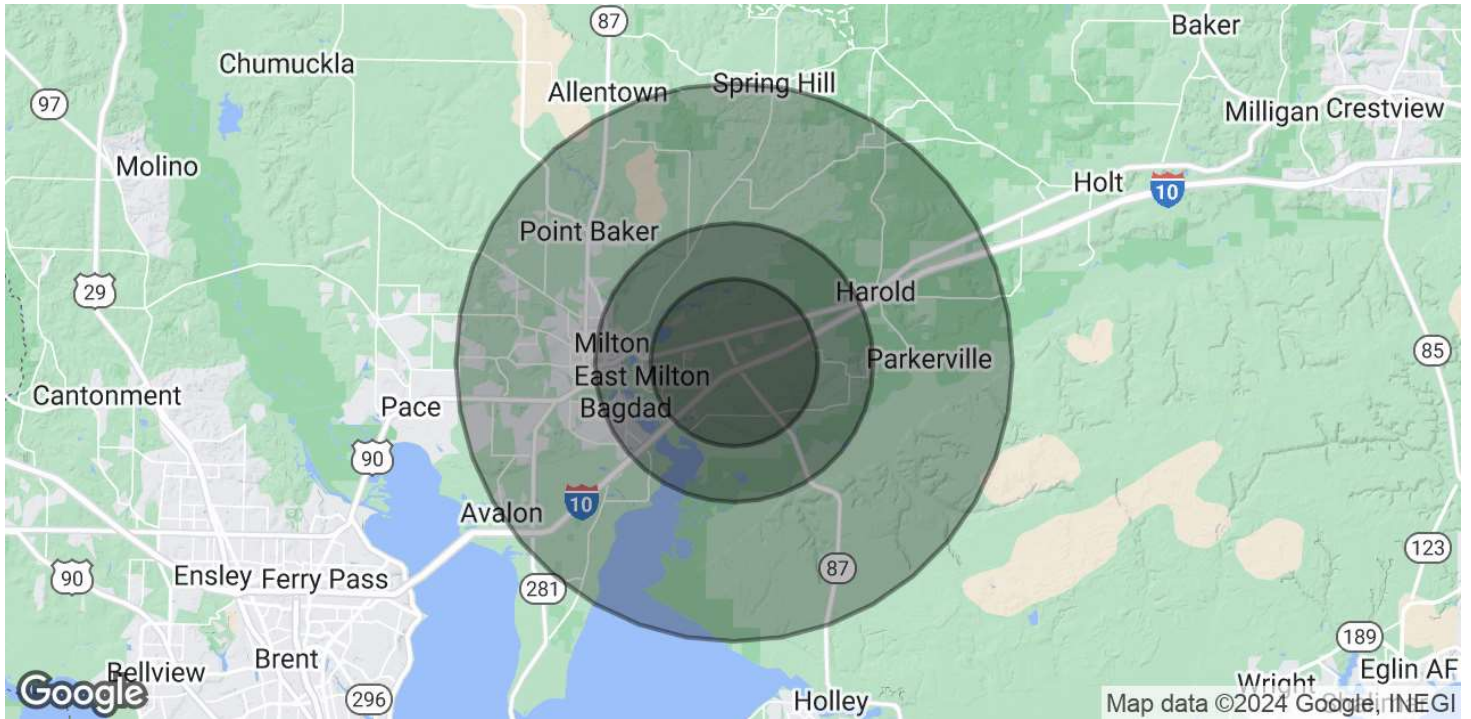 87
Baker
Chumuckla
Spring Hill
Allentown
97
Milligan
Crestview
Molino
Holt
10
Point Baker
29
Harold
Milton
85
Parkerville
East Milton
Cantonment
Pace
Bagdad
90
10
Avalon
123
87
90
Ensley
Ferry Pass
281
189
Brent
Bellview
Eglin AF
Wright
296
Google
Holley
Map data ©2024 Google, INEGI